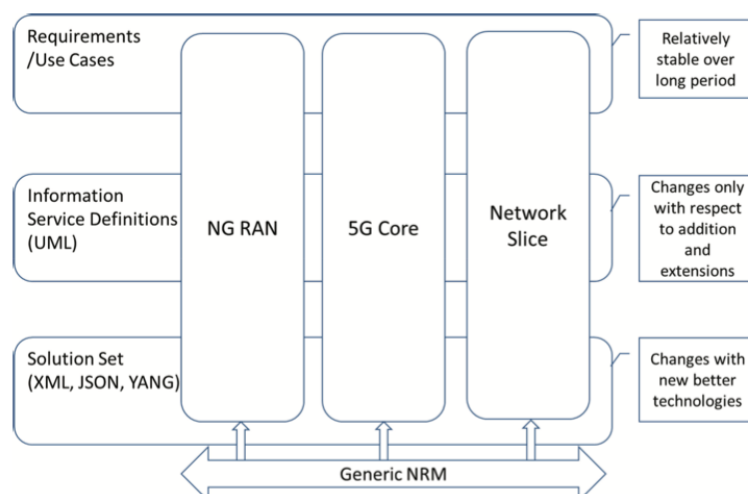 Requirements
/Use Cases
Relatively
stable over
long period
Information
Service Definitions
(UML)
NG RAN
5G Core
Network
Slice
Changes only
with respect
to addition
and
extensions
Solution Set
(XML, JSON, YANG)
Changes with
new better
technologies
Generic NRM